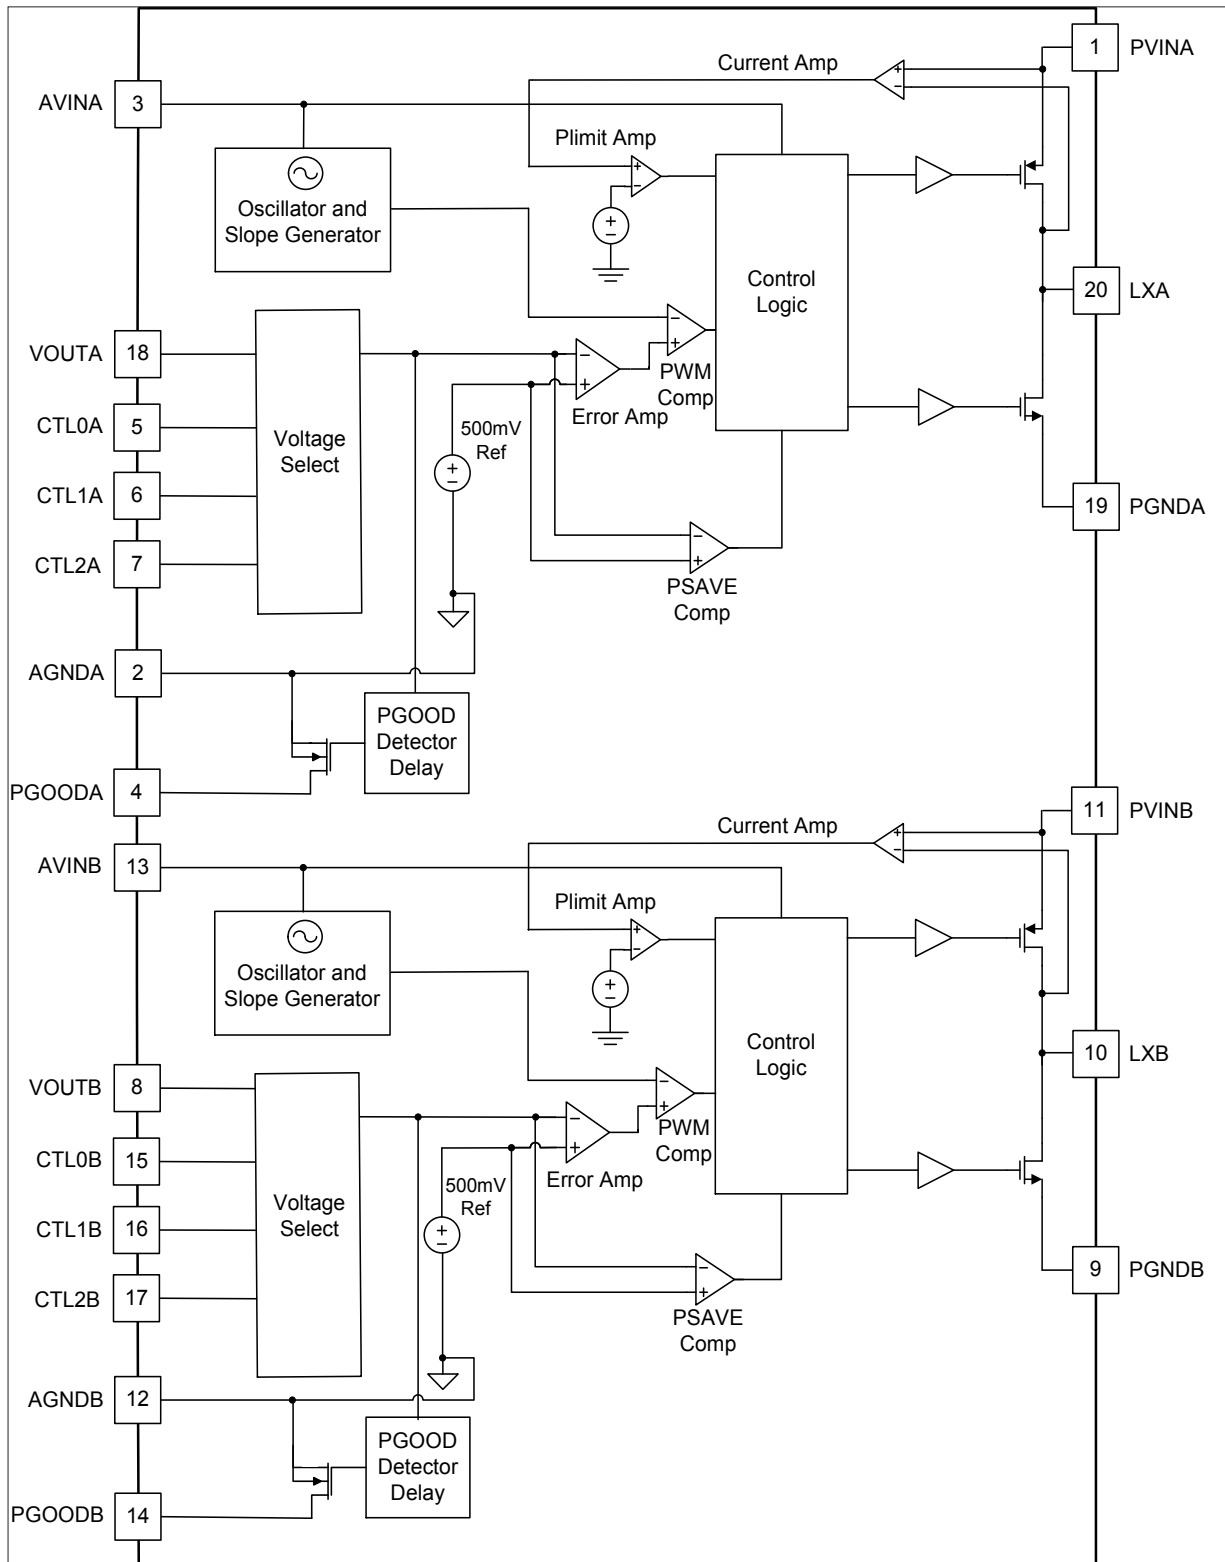 1 PVINA
Current Amp
+
−
AVINA 3
Plimit Amp
+
−
Oscillator and
Slope Generator
+
−
Control
Logic
20 LXA
−
+
PWM
Comp
VOUTA 18
−
+
Error Amp
CTL0A 5
500mV
Ref
+
−
Voltage
Select
CTL1A 6
19 PGNDA
CTL2A 7
−
+
PSAVE
Comp
AGNDA 2
PGOOD
Detector
Delay
PGOODA 4
11 PVINB
Current Amp
+
−
AVINB 13
Plimit Amp
+
−
Oscillator and
Slope Generator
+
−
Control
Logic
10 LXB
VOUTB 8
−
+
PWM
Comp
−
+
Error Amp
CTL0B 15
500mV
Ref
+
−
Voltage
Select
CTL1B 16
9 PGNDB
CTL2B 17
−
+
PSAVE
Comp
AGNDB 12
PGOOD
Detector
Delay
PGOODB 14